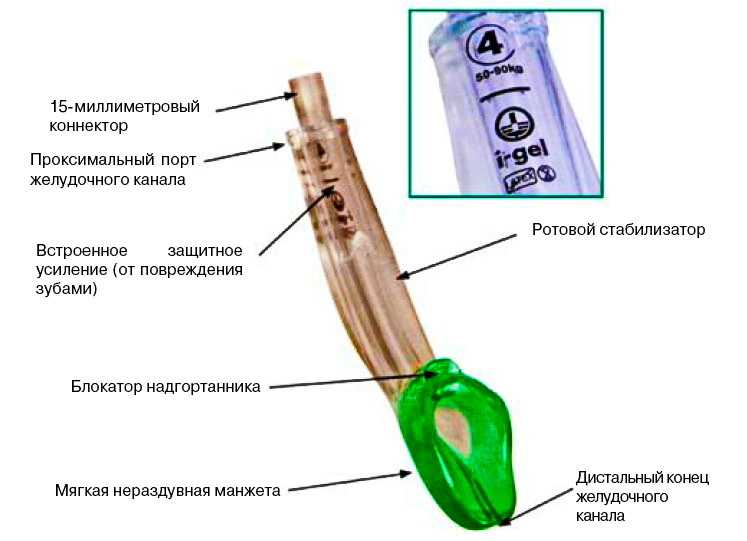 4
50-90kg
i-gel
LATEX
15-миллиметровый
коннектор
Проксимальный порт
желудочного канала
Встроенное защитное
усиление (от повреждения
зубами)
Ротовой стабилизатор
Блокатор надгортанника
Мягкая нераздувная манжета
Дистальный конец
желудочного
канала